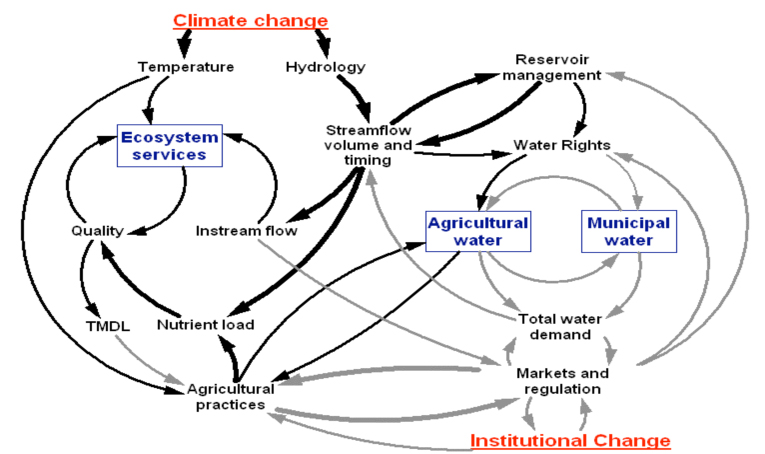 Climate change
Temperature
Hydrology
Reservoir
management
Ecosystem
services
Streamflow
volume and
timing
Water Rights
Quality
Instream flow
Agricultural
water
Municipal
water
TMDL
Nutrient load
Total water
demand
Agricultural
practices
Markets and
regulation
Institutional Change